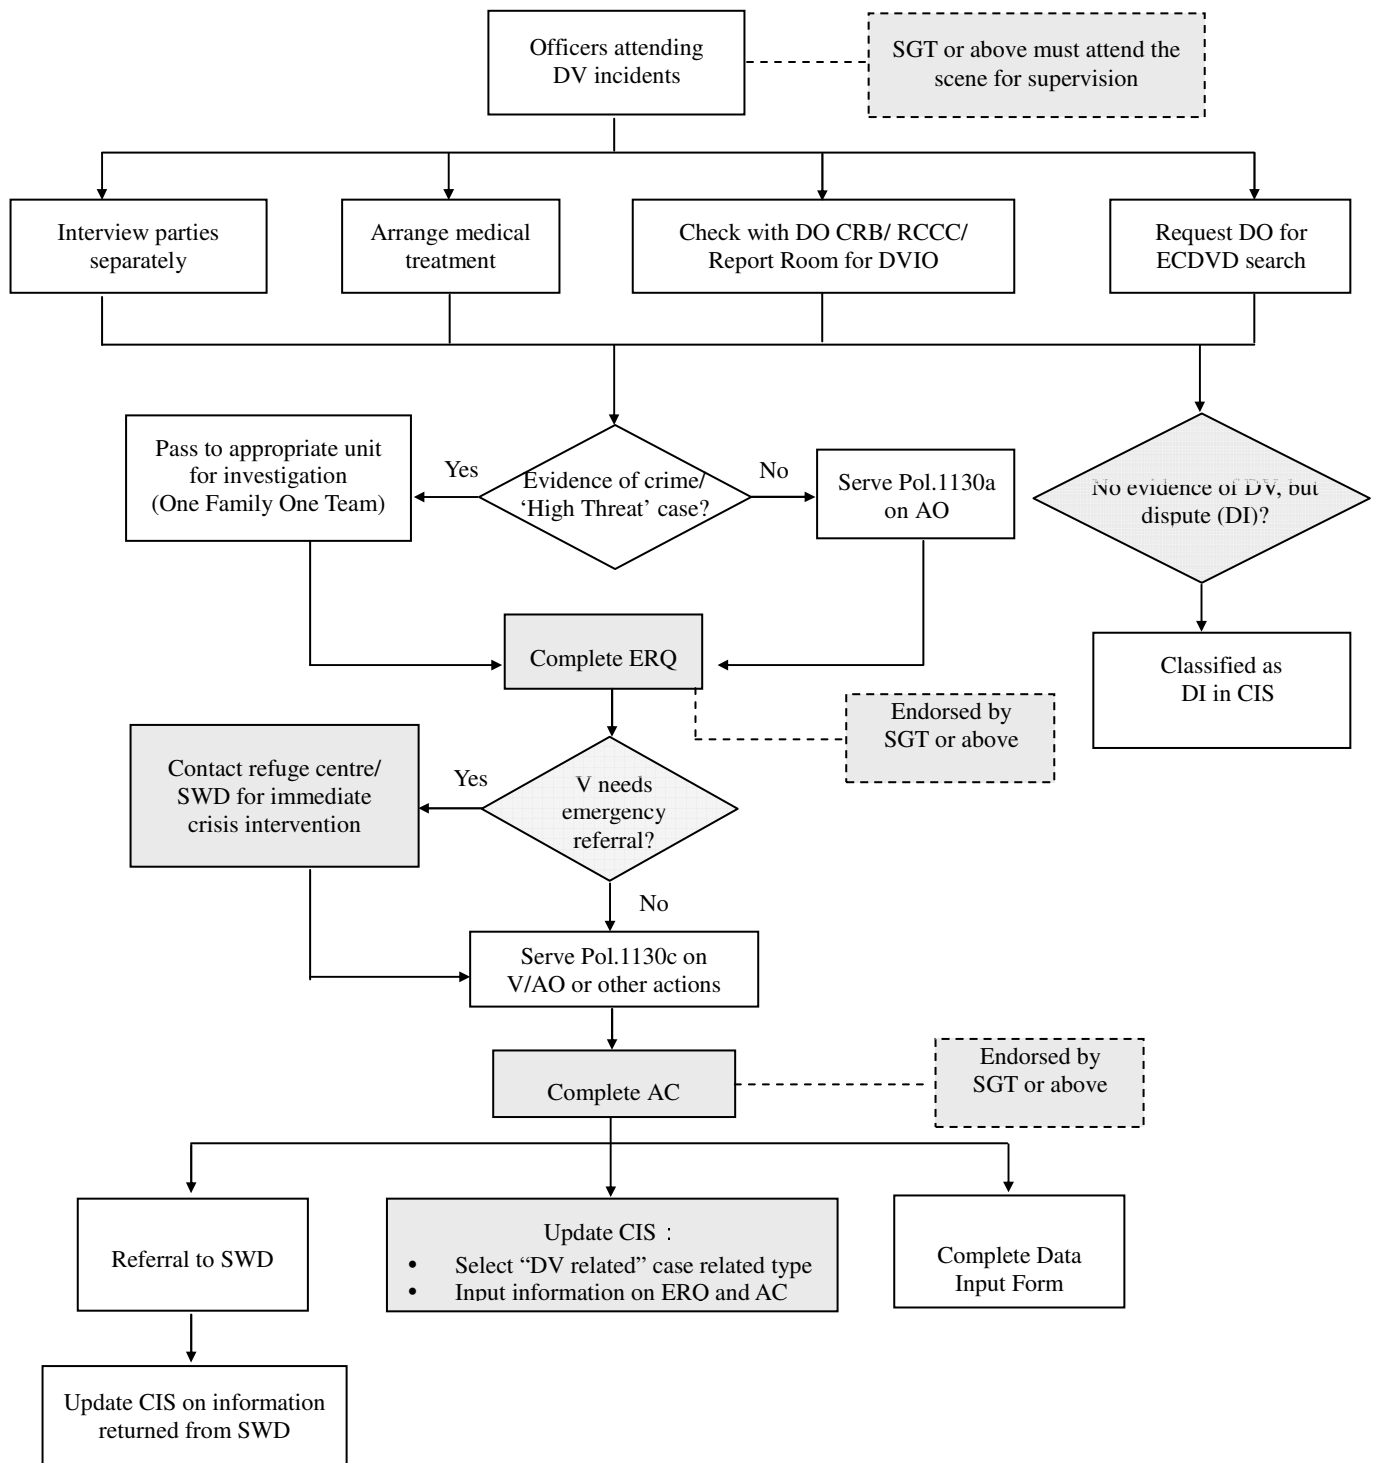 Officers attending
DV incidents
SGT or above must attend the
scene for supervision
Interview parties
separately
Arrange medical
treatment
Check with DO CRB/ RCCC/
Report Room for DVIO
Request DO for
ECDVD search
Pass to appropriate unit
for investigation
(One Family One Team)
Yes
Evidence of crime/
‘High Threat’ case?
No
Serve Pol.1130a
on AO
No evidence of DV, but
dispute (DI)?
Complete ERQ
Classified as
DI in CIS
Endorsed by
SGT or above
Contact refuge centre/
SWD for immediate
crisis intervention
Yes
V needs
emergency
referral?
No
Serve Pol.1130c on
V/AO or other actions
Complete AC
Endorsed by
SGT or above
Referral to SWD
Update CIS :
• Select “DV related” case related type
• Input information on ERQ and AC
Complete Data
Input Form
Update CIS on information
returned from SWD